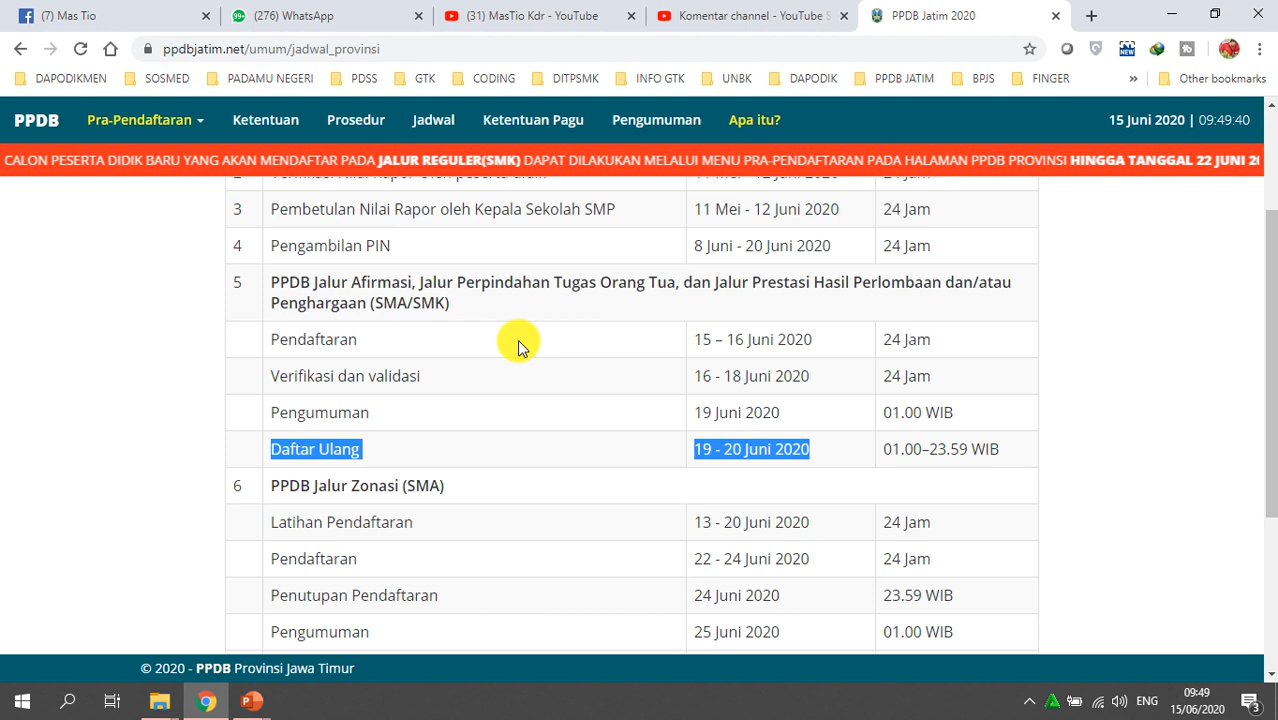 (7) Mas Tio
(276) WhatsApp
(31) MasTio Kdr - YouTube
Komentar channel - YouTube S
PPDB Jatim 2020
ppdbjatim.net/umum/jadwal_provinsi
DAPODIKMEN
SOSMED
PADAMU NEGERI
PDSS
GTK
CODING
DITPSMK
INFO GTK
UNBK
DAPODIK
PPDB JATIM
BPJS
FINGER
Other bookmarks
PPDB
Pra-Pendaftaran
Ketentuan
Prosedur
Jadwal
Ketentuan Pagu
Pengumuman
Apa itu?
15 Juni 2020 | 09:49:40
CALON PESERTA DIDIK BARU YANG AKAN MENDAFTAR PADA JALUR REGULER(SMK) DAPAT DILAKUKAN MELALUI MENU PRA-PENDAFTARAN PADA HALAMAN PPDB PROVINSI HINGGA TANGGAL 22 JUNI 20
3 Pembetulan Nilai Rapor oleh Kepala Sekolah SMP 11 Mei - 12 Juni 2020 24 Jam
4 Pengambilan PIN 8 Juni - 20 Juni 2020 24 Jam
5 PPDB Jalur Afirmasi, Jalur Perpindahan Tugas Orang Tua, dan Jalur Prestasi Hasil Perlombaan dan/atau
Penghargaan (SMA/SMK)
Pendaftaran 15 – 16 Juni 2020 24 Jam
Verifikasi dan validasi 16 - 18 Juni 2020 24 Jam
Pengumuman 19 Juni 2020 01.00 WIB
Daftar Ulang 19 - 20 Juni 2020 01.00–23.59 WIB
6 PPDB Jalur Zonasi (SMA)
Latihan Pendaftaran 13 - 20 Juni 2020 24 Jam
Pendaftaran 22 - 24 Juni 2020 24 Jam
Penutupan Pendaftaran 24 Juni 2020 23.59 WIB
Pengumuman 25 Juni 2020 01.00 WIB
© 2020 - PPDB Provinsi Jawa Timur
ENG
09:49
15/06/2020
3